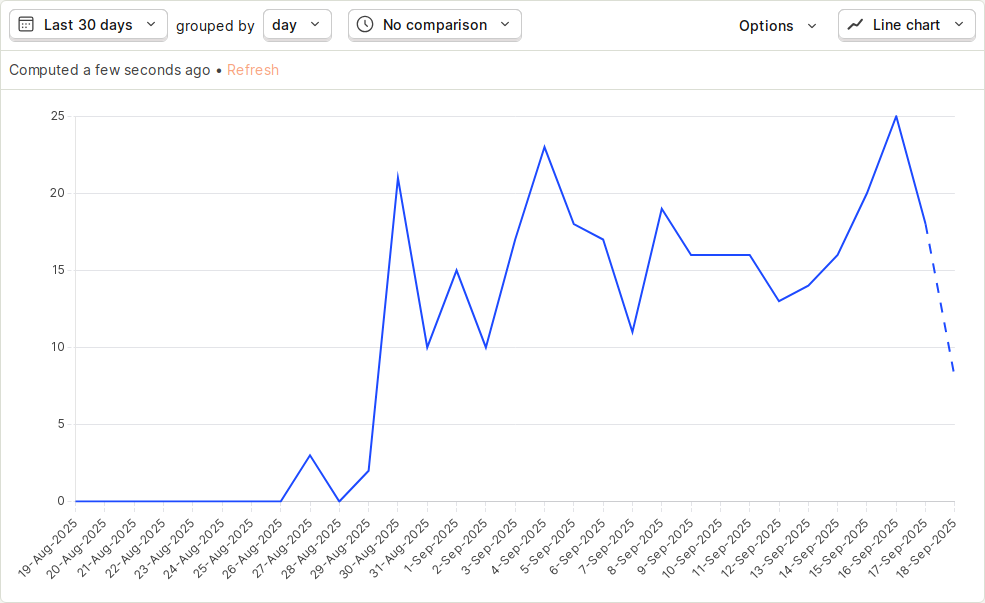 Last 30 days grouped by day No comparison Options Line chart
Computed a few seconds ago • Refresh
25
20
15
10
5
0
19-Aug-2025
20-Aug-2025
21-Aug-2025
22-Aug-2025
23-Aug-2025
24-Aug-2025
25-Aug-2025
26-Aug-2025
27-Aug-2025
28-Aug-2025
29-Aug-2025
30-Aug-2025
31-Aug-2025
1-Sep-2025
2-Sep-2025
3-Sep-2025
4-Sep-2025
5-Sep-2025
6-Sep-2025
7-Sep-2025
8-Sep-2025
9-Sep-2025
10-Sep-2025
11-Sep-2025
12-Sep-2025
13-Sep-2025
14-Sep-2025
15-Sep-2025
16-Sep-2025
17-Sep-2025
18-Sep-2025